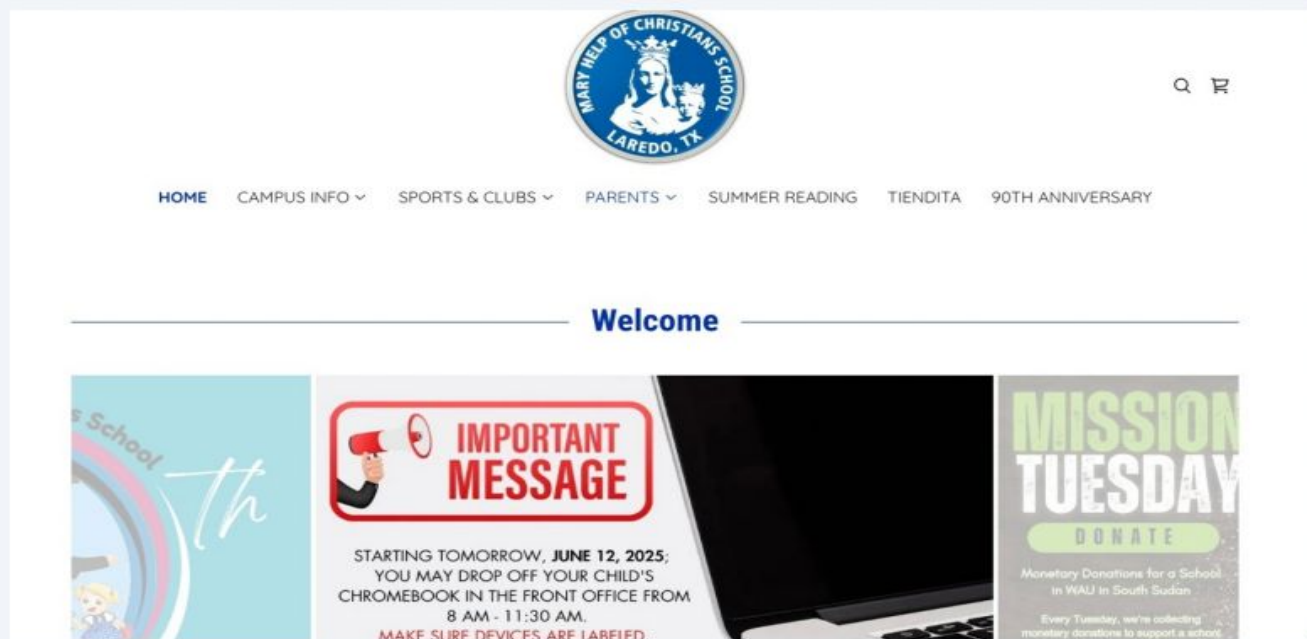 MARY HELP OF CHRISTIANS SCHOOL
LAREDO, TX
HOME CAMPUS INFO SPORTS & CLUBS PARENTS SUMMER READING TIENDITA 90TH ANNIVERSARY
Welcome
s School
th
IMPORTANT
MESSAGE
STARTING TOMORROW, JUNE 12, 2025;
YOU MAY DROP OFF YOUR CHILD'S
CHROMEBOOK IN THE FRONT OFFICE FROM
8 AM - 11:30 AM.
MAKE SURE DEVICES ARE LABELED
MISSION
TUESDAY
DONATE
Monetary Donations for a School
in WAU in South Sudan
Every Tuesday, we're collecting
monetary donations to support a school